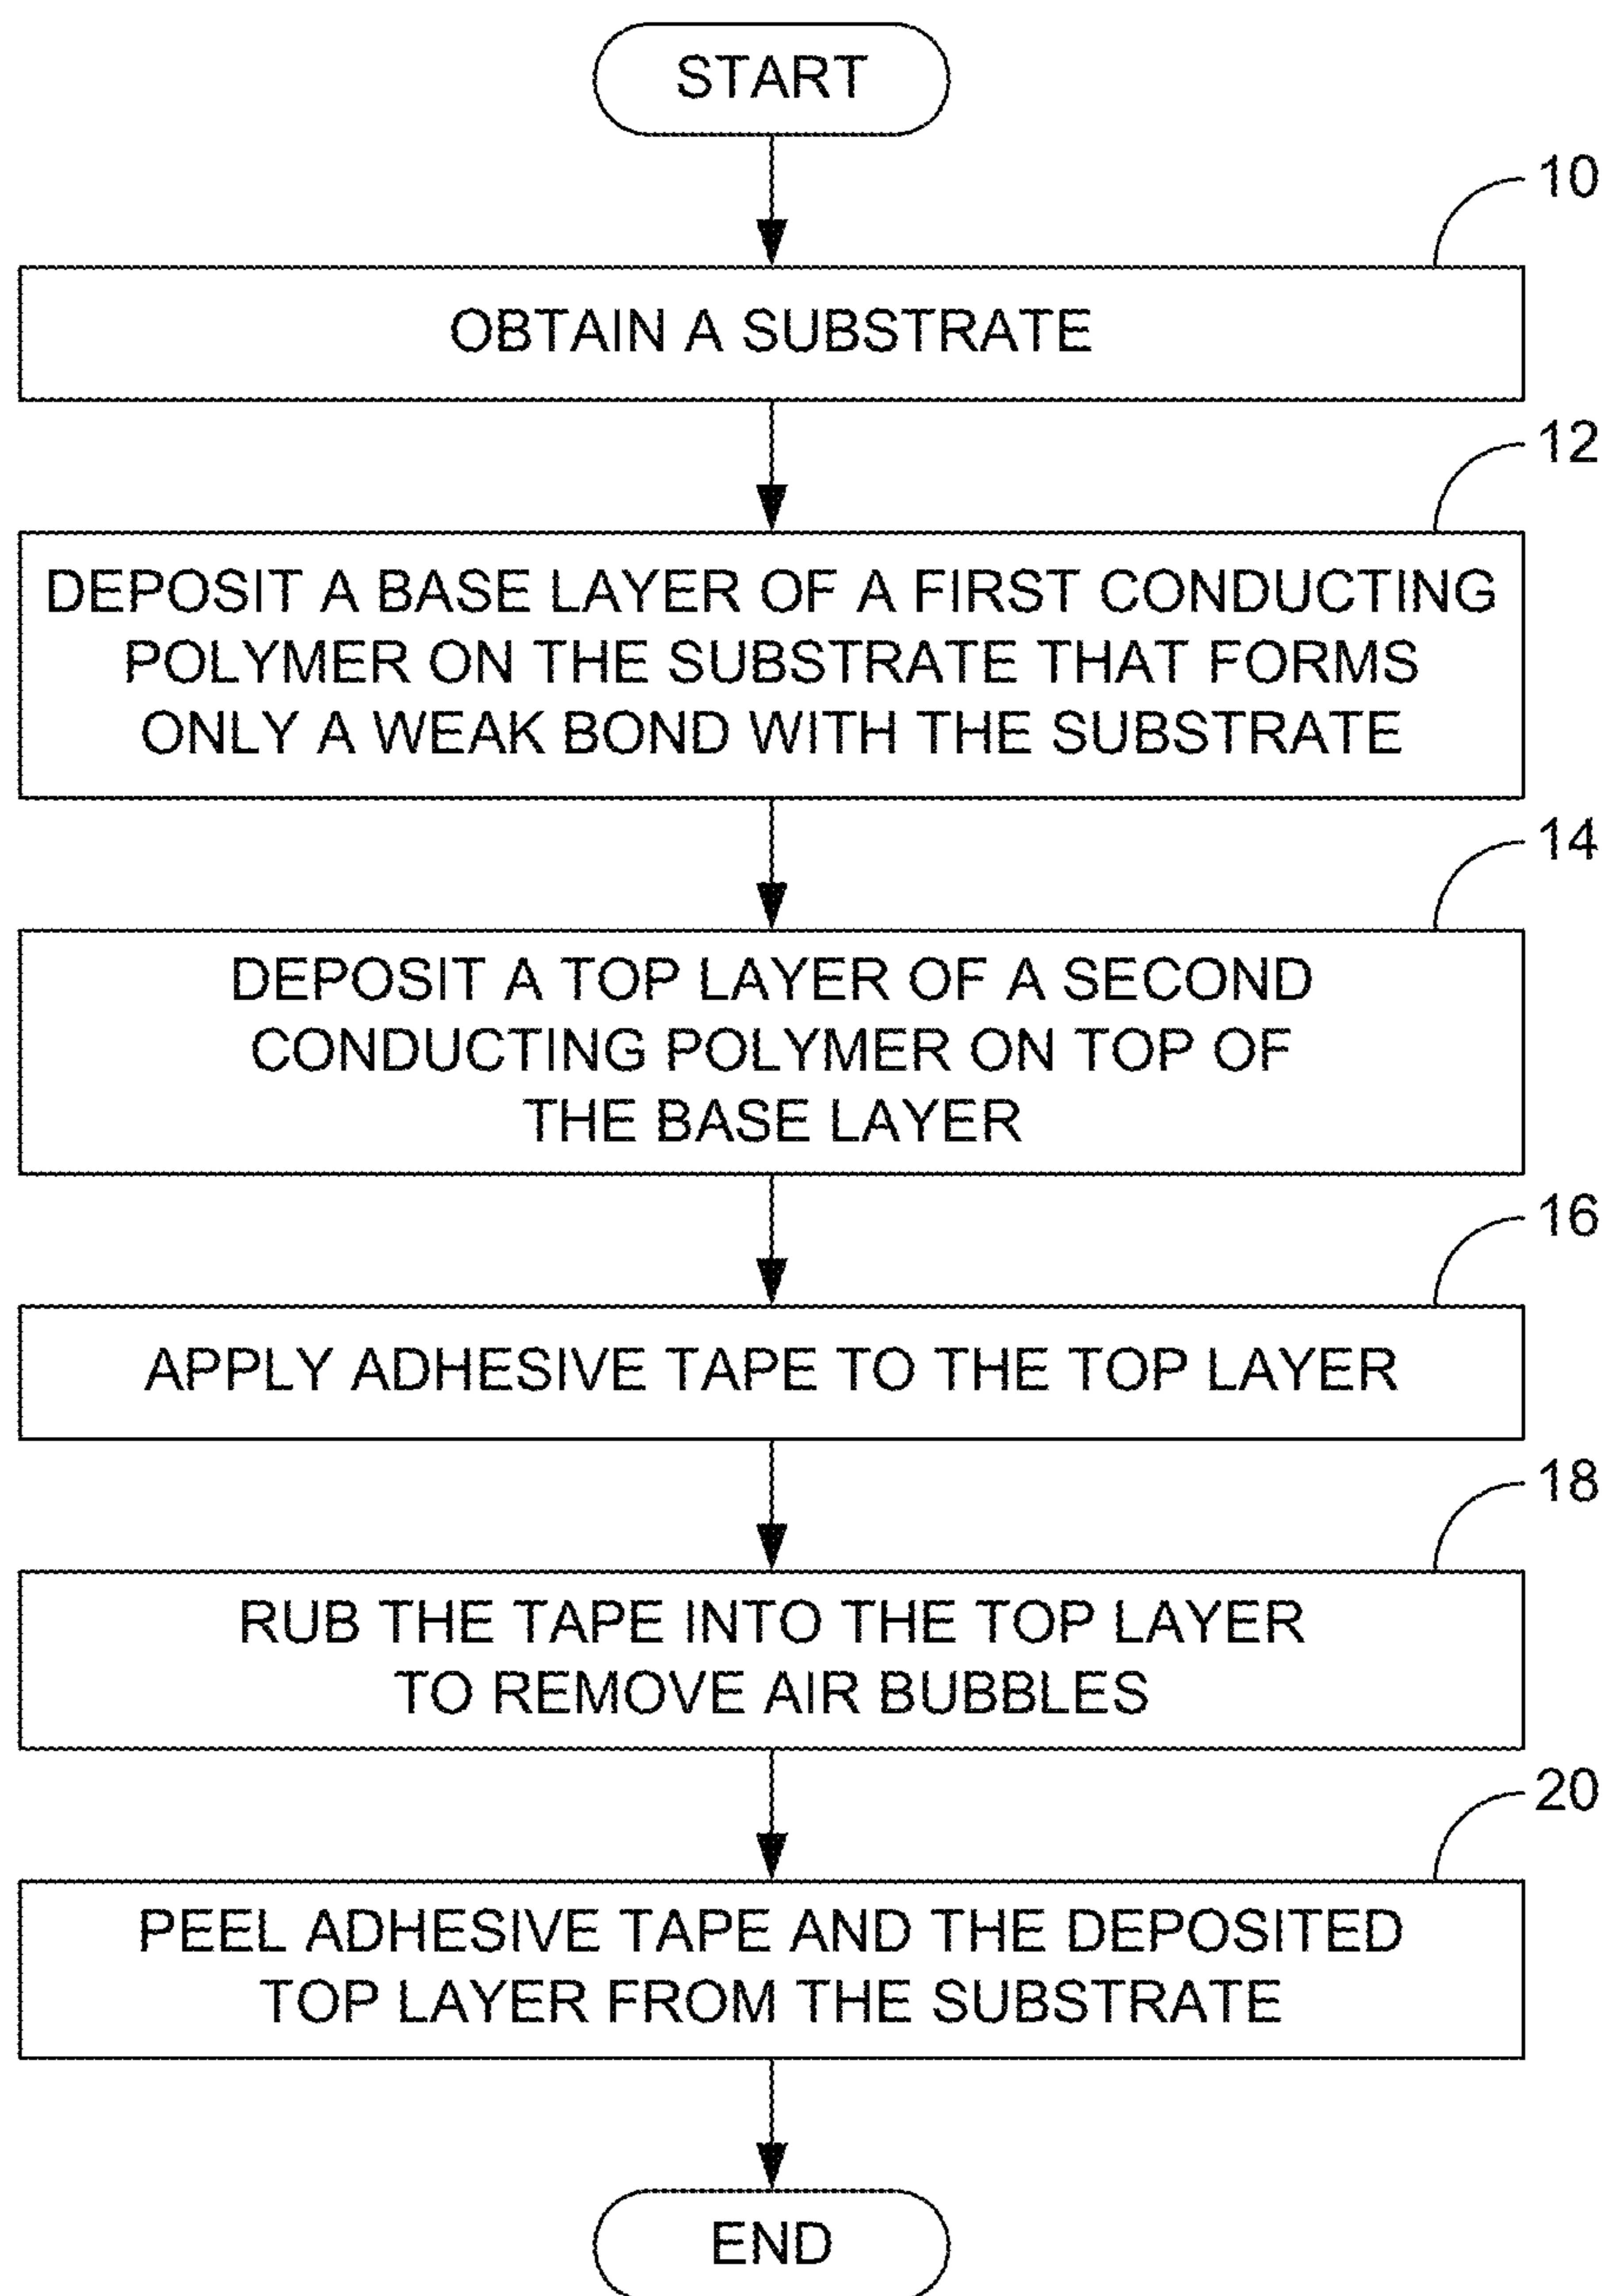 START
10
OBTAIN A SUBSTRATE
12
DEPOSIT A BASE LAYER OF A FIRST CONDUCTING
POLYMER ON THE SUBSTRATE THAT FORMS
ONLY A WEAK BOND WITH THE SUBSTRATE
14
DEPOSIT A TOP LAYER OF A SECOND
CONDUCTING POLYMER ON TOP OF
THE BASE LAYER
16
APPLY ADHESIVE TAPE TO THE TOP LAYER
18
RUB THE TAPE INTO THE TOP LAYER
TO REMOVE AIR BUBBLES
20
PEEL ADHESIVE TAPE AND THE DEPOSITED
TOP LAYER FROM THE SUBSTRATE
END